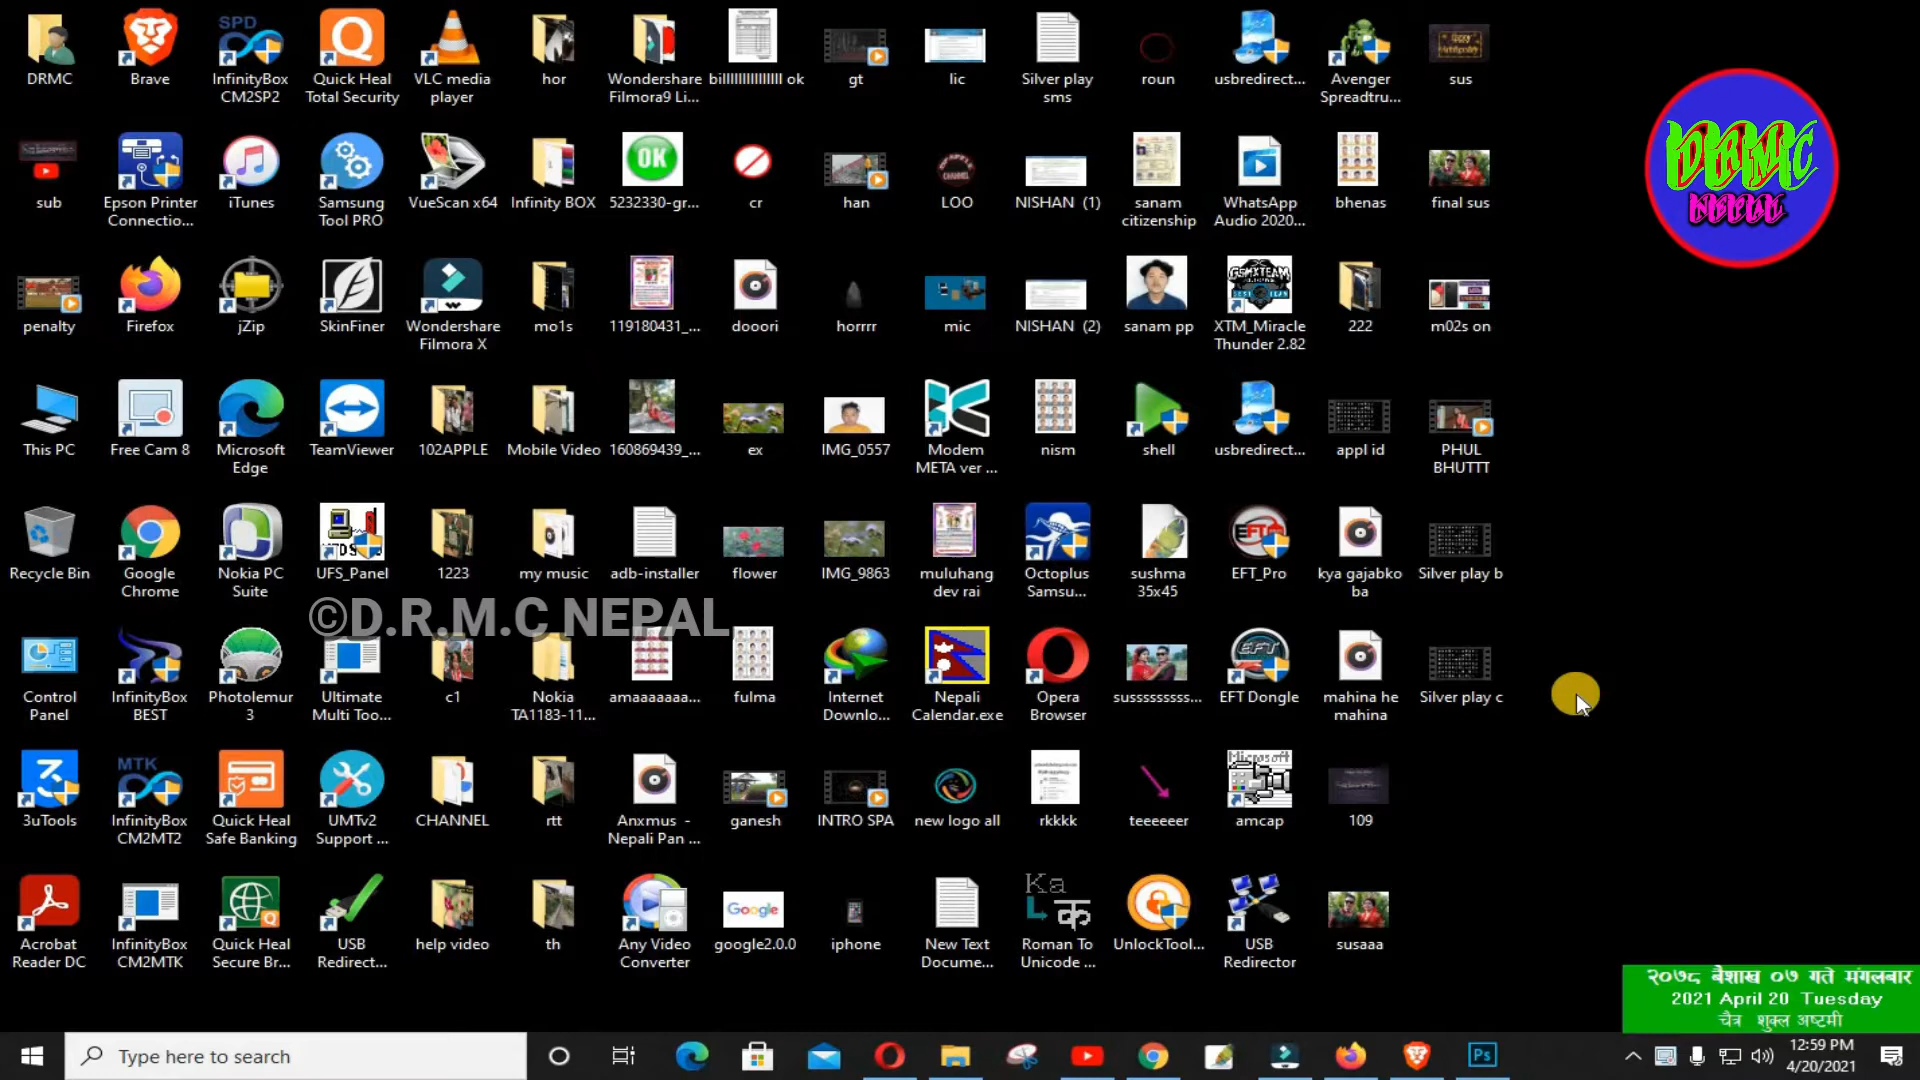 DRMC
Brave
InfinityBox
CM2SP2
Quick Heal
Total Security
VLC media
player
hor
Wondershare
Filmora9 Li...
billllllllllllllll ok
gt
lic
Silver play
sms
roun
usbredirect...
Avenger
Spreadtru...
sus
sub
Epson Printer
Connectio...
iTunes
Samsung
Tool PRO
VueScan x64
Infinity BOX
OK
5232330-gr...
cr
han
LOO
NISHAN (1)
sanam
citizenship
WhatsApp
Audio 2020...
bhenas
final sus
DRMC
NEPAL
penalty
Firefox
jZip
SkinFiner
Wondershare
Filmora X
mo1s
119180431_...
dooori
horrrr
mic
NISHAN (2)
sanam pp
XTM_Miracle
Thunder 2.82
222
m02s on
This PC
Free Cam 8
Microsoft
Edge
TeamViewer
102APPLE
Mobile Video
160869439_...
ex
IMG_0557
Modem
META ver ...
nism
shell
usbredirect...
appl id
PHUL
BHUTTT
Recycle Bin
Google
Chrome
Nokia PC
Suite
UFS_Panel
1223
my music
adb-installer
flower
IMG_9863
muluhang
dev rai
Octoplus
Samsu...
sushma
35x45
EFT_Pro
kya gajabko
ba
Silver play b
©D.R.M.C NEPAL
Control
Panel
InfinityBox
BEST
Photolemur
3
Ultimate
Multi Too...
c1
Nokia
TA1183-11...
amaaaaaaa...
fulma
Internet
Downlo...
Nepali
Calendar.exe
Opera
Browser
susssssssss...
EFT Dongle
mahina he
mahina
Silver play c
3uTools
MTK
InfinityBox
CM2MT2
Quick Heal
Safe Banking
UMTv2
Support ...
CHANNEL
rtt
Anxmus -
Nepali Pan ...
ganesh
INTRO SPA
new logo all
rkkkk
teeeeeer
Microsoft
amcap
109
Acrobat
Reader DC
InfinityBox
CM2MTK
Quick Heal
Secure Br...
USB
Redirect...
help video
th
Any Video
Converter
Google
google2.0.0
iphone
New Text
Docume...
Ka
क
Roman To
Unicode ...
UnlockTool...
USB
Redirector
susaaa
२०७८ बैशाख ०७ गते मंगलबार
2021 April 20 Tuesday
चैत्र शुक्ल अष्टमी
Type here to search
Ps
12:59 PM
4/20/2021